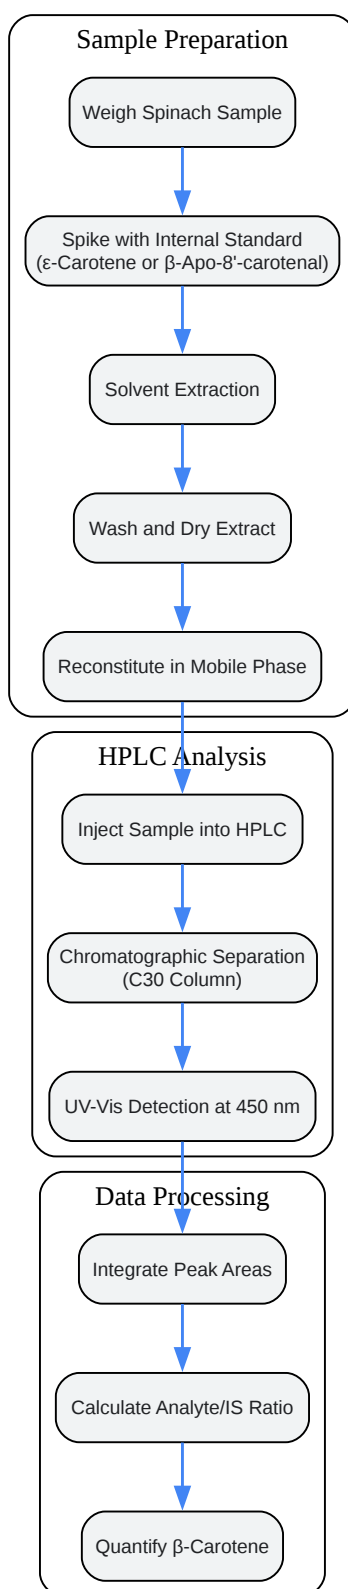 Sample Preparation
Weigh Spinach Sample
Spike with Internal Standard
(ε-Carotene or β-Apo-8'-carotenal)
Solvent Extraction
Wash and Dry Extract
Reconstitute in Mobile Phase
HPLC Analysis
Inject Sample into HPLC
Chromatographic Separation
(C30 Column)
UV-Vis Detection at 450 nm
Data Processing
Integrate Peak Areas
Calculate Analyte/IS Ratio
Quantify β-Carotene